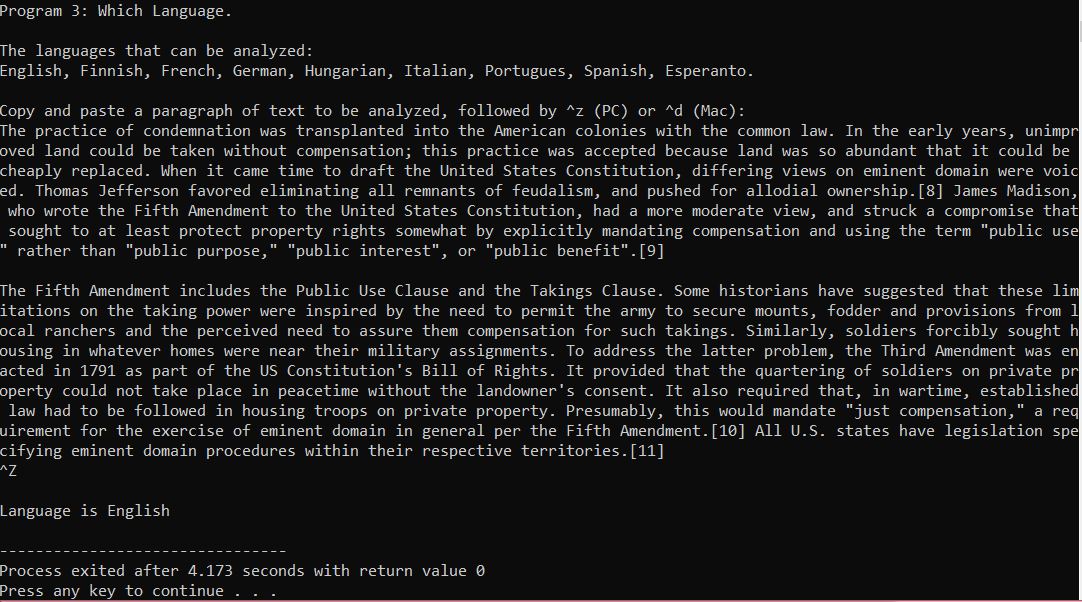 Program 3: Which Language.
The languages that can be analyzed:
English, Finnish, French, German, Hungarian, Italian, Portugues, Spanish, Esperanto.
Copy and paste a paragraph of text to be analyzed, followed by ^z (PC) or ^d (Mac):
The practice of condemnation was transplanted into the American colonies with the common law. In the early years, unimpr
oved land could be taken without compensation; this practice was accepted because land was so abundant that it could be
cheaply replaced. When it came time to draft the United States Constitution, differing views on eminent domain were voic
ed. Thomas Jefferson favored eliminating all remnants of feudalism, and pushed for allodial ownership.[8] James Madison,
 who wrote the Fifth Amendment to the United States Constitution, had a more moderate view, and struck a compromise that
 sought to at least protect property rights somewhat by explicitly mandating compensation and using the term "public use
" rather than "public purpose," "public interest", or "public benefit".[9]
The Fifth Amendment includes the Public Use Clause and the Takings Clause. Some historians have suggested that these lim
itations on the taking power were inspired by the need to permit the army to secure mounts, fodder and provisions from l
ocal ranchers and the perceived need to assure them compensation for such takings. Similarly, soldiers forcibly sought h
ousing in whatever homes were near their military assignments. To address the latter problem, the Third Amendment was en
acted in 1791 as part of the US Constitution's Bill of Rights. It provided that the quartering of soldiers on private pr
operty could not take place in peacetime without the landowner's consent. It also required that, in wartime, established
 law had to be followed in housing troops on private property. Presumably, this would mandate "just compensation," a req
uirement for the exercise of eminent domain in general per the Fifth Amendment.[10] All U.S. states have legislation spe
cifying eminent domain procedures within their respective territories.[11]
^Z
Language is English
--------------------------------
Process exited after 4.173 seconds with return value 0
Press any key to continue . . .